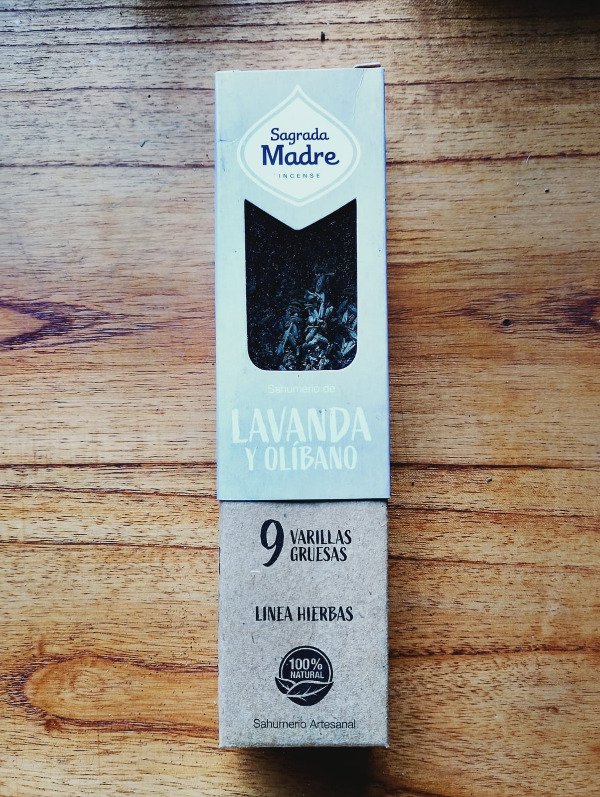 Sagrada
Madre
INCENSE
Sahumerio de
LAVANDA
Y OLÍBANO
9 VARILLAS
GRUESAS
LINEA HIERBAS
100%
NATURAL
Sahumerio Artesanal